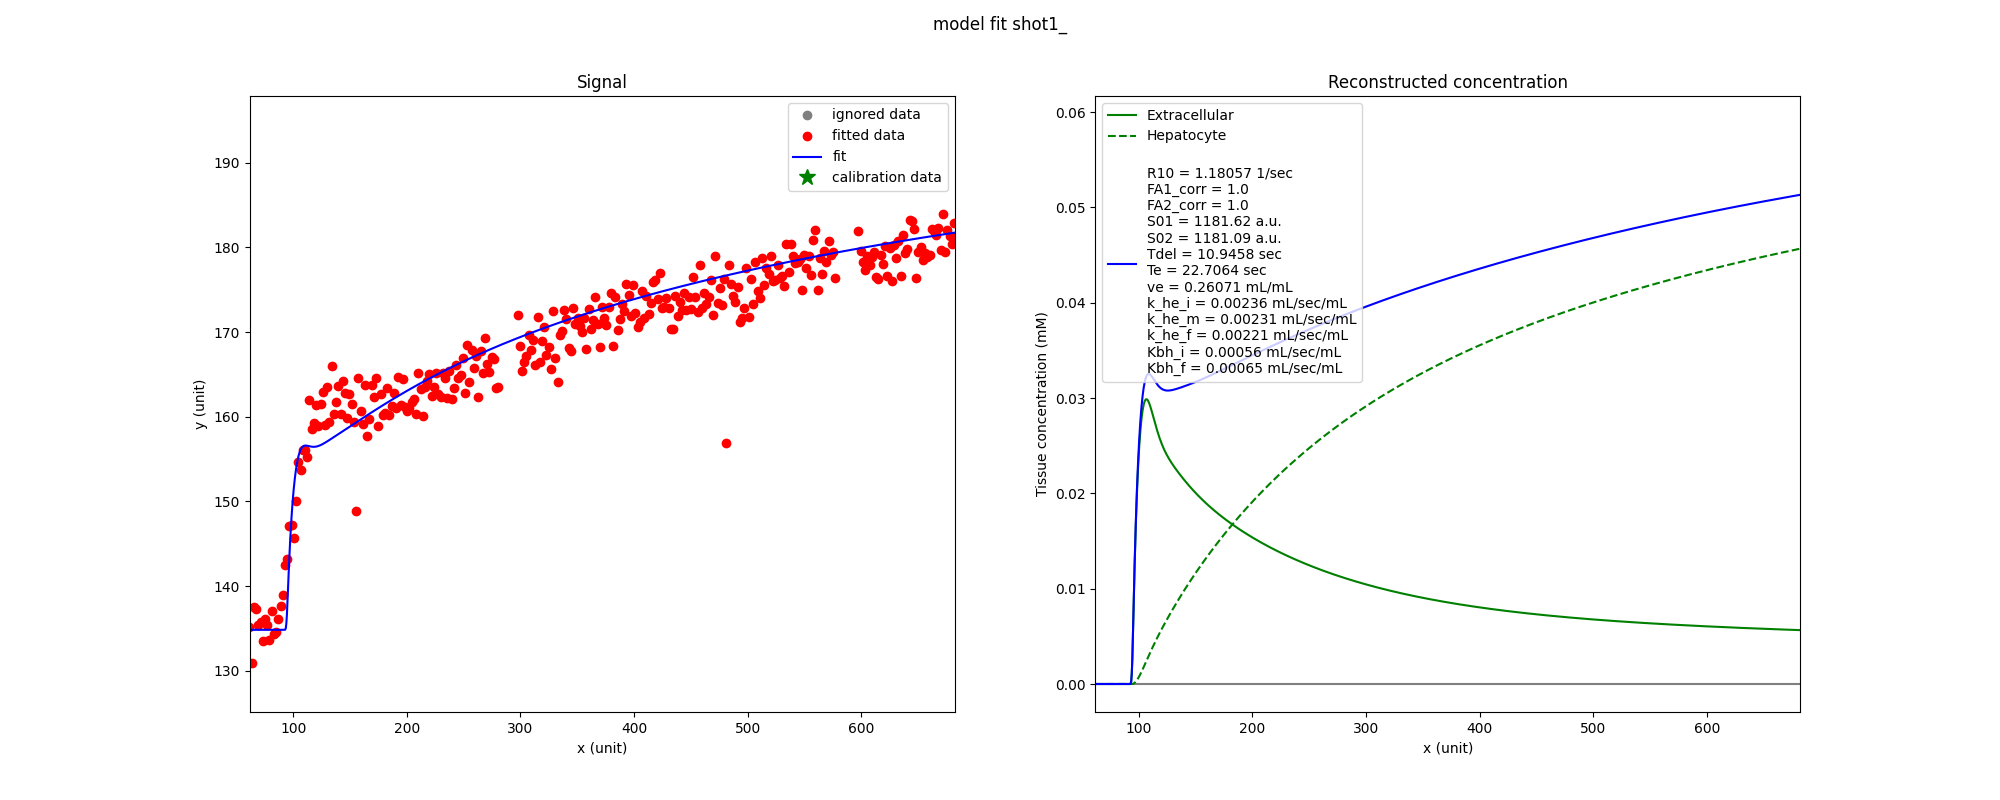 model fit shot1_
Signal
ignored data
fitted data
fit
calibration data
190
180
170
160
150
140
130
y (unit)
100 200 300 400 500 600
x (unit)
Reconstructed concentration
Extracellular
Hepatocyte
R10 = 1.18057 1/sec
FA1_corr = 1.0
FA2_corr = 1.0
S01 = 1181.62 a.u.
S02 = 1181.09 a.u.
Tdel = 10.9458 sec
Te = 22.7064 sec
ve = 0.26071 mL/mL
k_he_i = 0.00236 mL/sec/mL
k_he_m = 0.00231 mL/sec/mL
k_he_f = 0.00221 mL/sec/mL
Kbh_i = 0.00056 mL/sec/mL
Kbh_f = 0.00065 mL/sec/mL
0.06
0.05
0.04
0.03
0.02
0.01
0.00
Tissue concentration (mM)
100 200 300 400 500 600
x (unit)